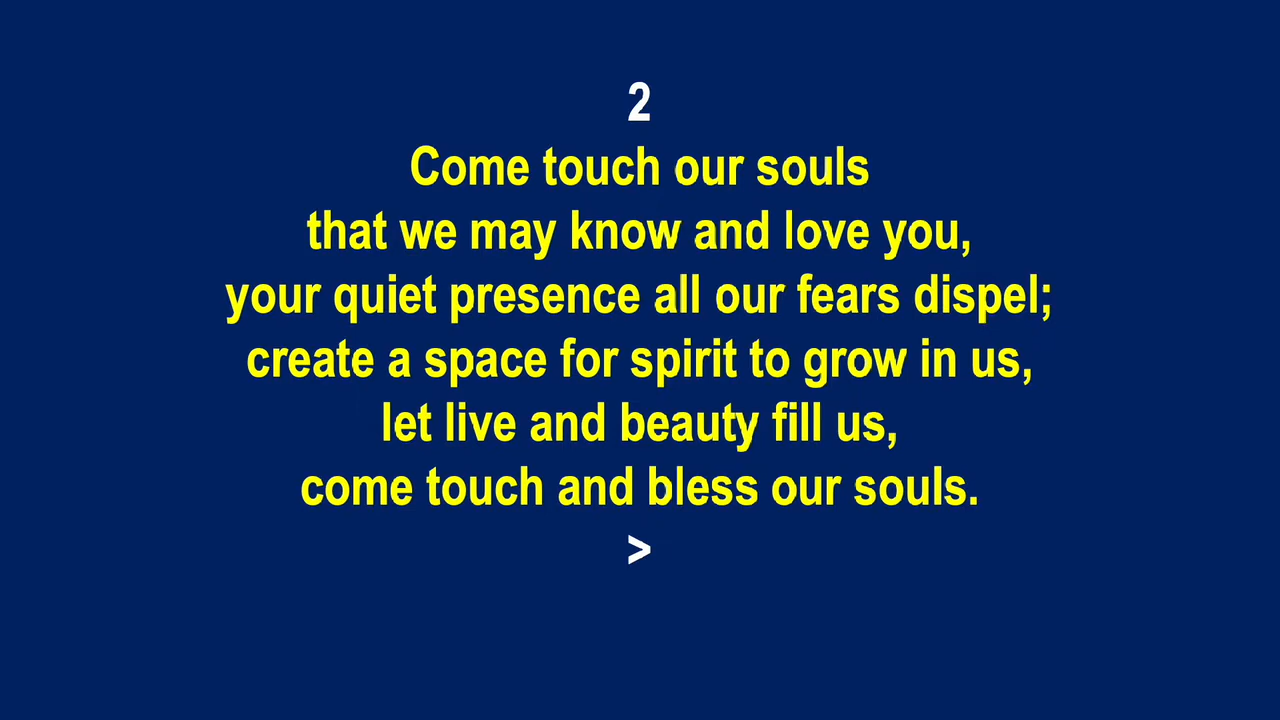 2
Come touch our souls
that we may know and love you,
your quiet presence all our fears dispel;
create a space for spirit to grow in us,
let live and beauty fill us,
come touch and bless our souls.
>